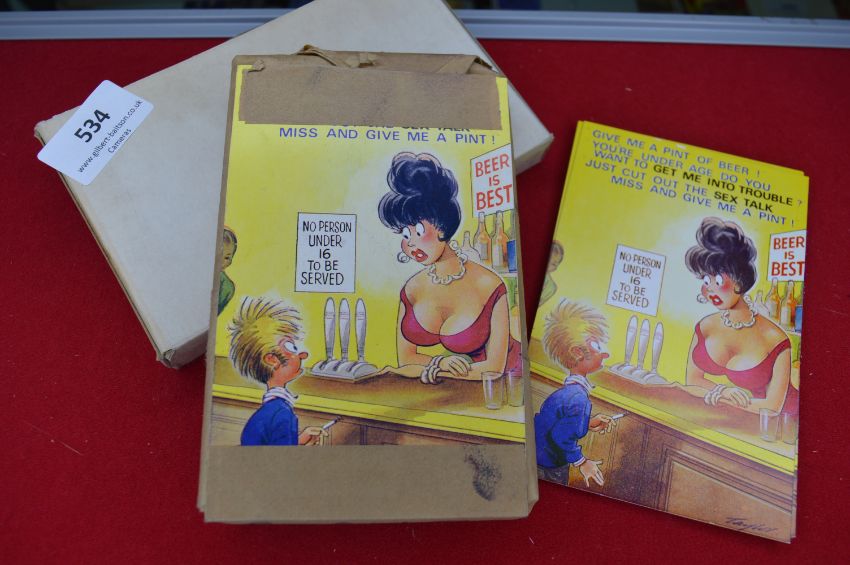 534
www.gilbert-baitson.co.uk
Cameras
SEX TALK
MISS AND GIVE ME A PINT !
BEER
IS
BEST
NO PERSON
UNDER
16
TO BE
SERVED
GIVE ME A PINT OF BEER !
YOU'RE UNDER AGE DO YOU
WANT TO GET ME INTO TROUBLE ?
JUST CUT OUT THE SEX TALK
MISS AND GIVE ME A PINT !
BEER
IS
BEST
NO PERSON
UNDER
16
TO BE
SERVED
Taylor